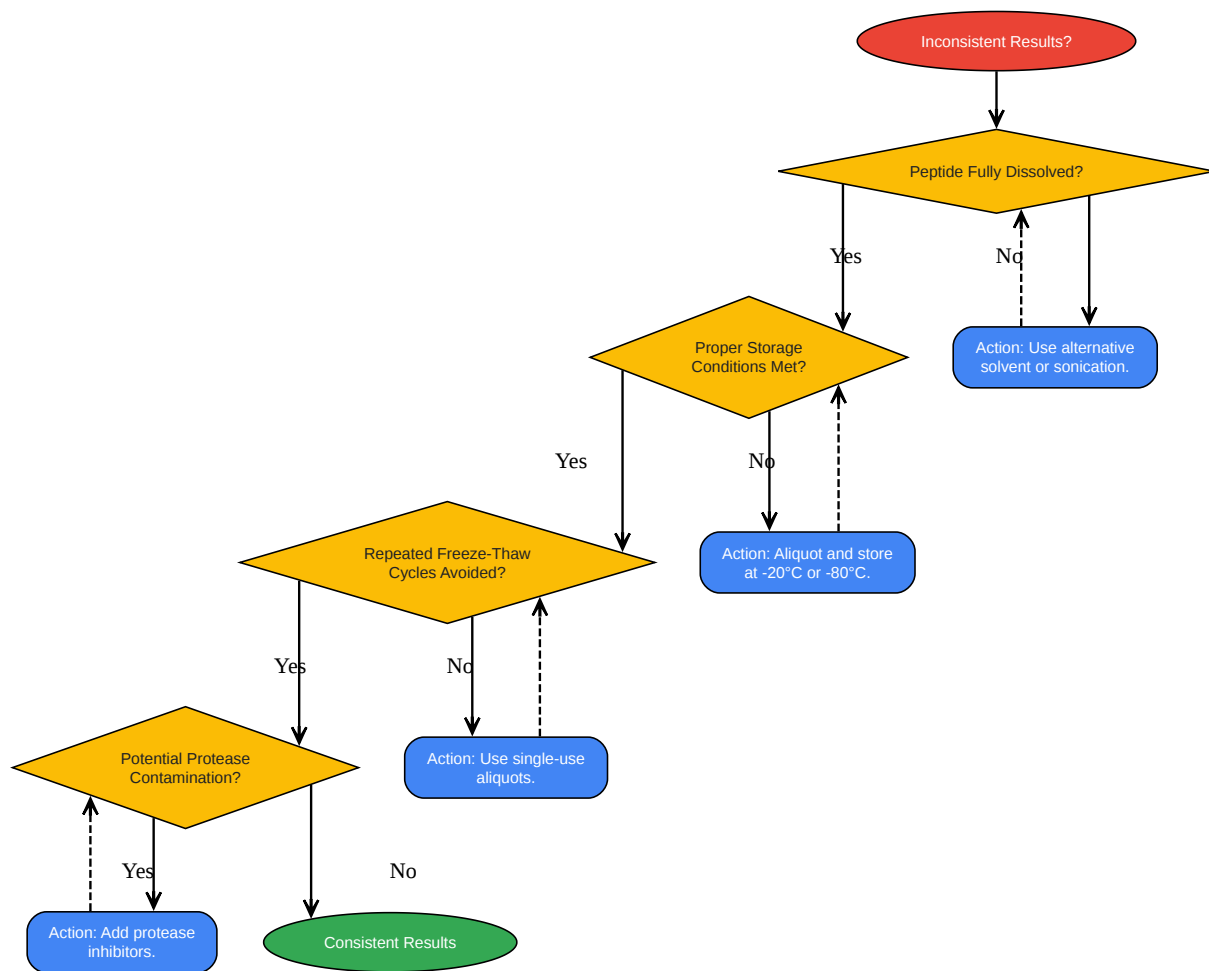 Inconsistent Results?
Peptide Fully Dissolved?
Yes
No
Proper Storage
Conditions Met?
Action: Use alternative
solvent or sonication.
Yes
No
Repeated Freeze-Thaw
Cycles Avoided?
Action: Aliquot and store
at -20°C or -80°C.
Yes
No
Potential Protease
Contamination?
Action: Use single-use
aliquots.
Yes
No
Action: Add protease
inhibitors.
Consistent Results